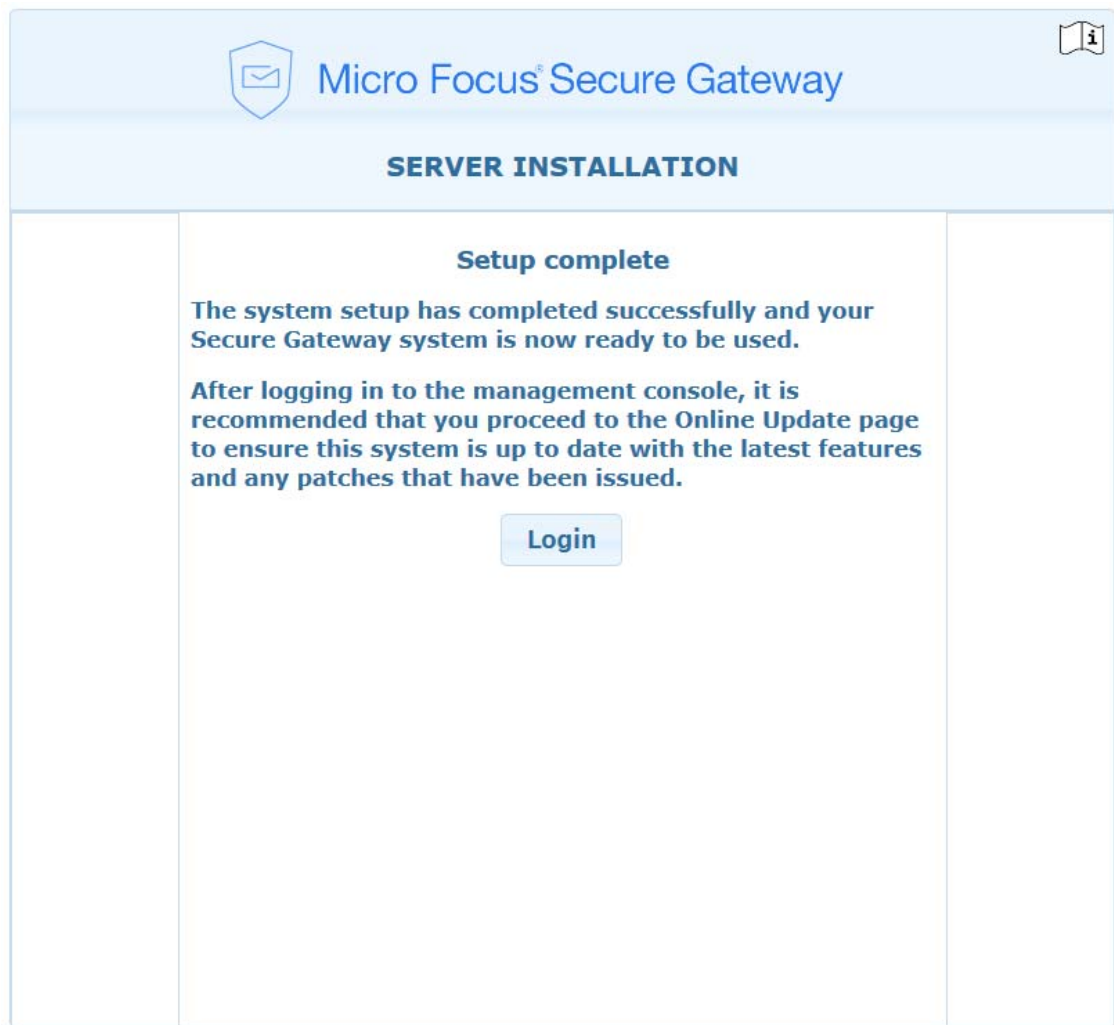 i
Micro Focus® Secure Gateway
SERVER INSTALLATION
Setup complete
The system setup has completed successfully and your
Secure Gateway system is now ready to be used.
After logging in to the management console, it is
recommended that you proceed to the Online Update page
to ensure this system is up to date with the latest features
and any patches that have been issued.
Login